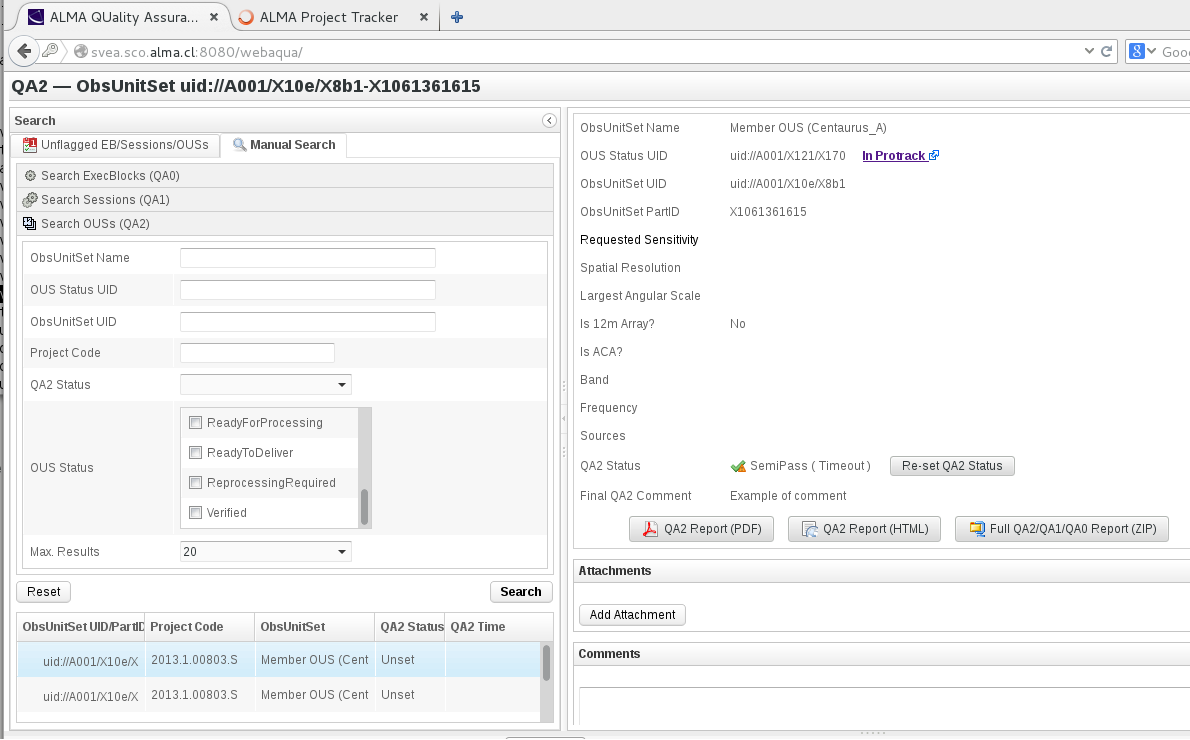 ALMA QUality Assura... ALMA Project Tracker
svea.sco.alma.cl:8080/webaqua/
Goo
QA2 — ObsUnitSet uid://A001/X10e/X8b1-X1061361615
Search
Unflagged EB/Sessions/OUSs Manual Search
Search ExecBlocks (QA0)
Search Sessions (QA1)
Search OUSs (QA2)
ObsUnitSet Name
OUS Status UID
ObsUnitSet UID
Project Code
QA2 Status
OUS Status
ReadyForProcessing
ReadyToDeliver
ReprocessingRequired
Verified
Max. Results 20
Reset Search
ObsUnitSet UID/PartID Project Code ObsUnitSet QA2 Status QA2 Time
uid://A001/X10e/X 2013.1.00803.S Member OUS (Cent Unset
uid://A001/X10e/X 2013.1.00803.S Member OUS (Cent Unset
ObsUnitSet Name Member OUS (Centaurus_A)
OUS Status UID uid://A001/X121/X170 In Protrack
ObsUnitSet UID uid://A001/X10e/X8b1
ObsUnitSet PartID X1061361615
Requested Sensitivity
Spatial Resolution
Largest Angular Scale
Is 12m Array? No
Is ACA?
Band
Frequency
Sources
QA2 Status SemiPass ( Timeout ) Re-set QA2 Status
Final QA2 Comment Example of comment
QA2 Report (PDF) QA2 Report (HTML) Full QA2/QA1/QA0 Report (ZIP)
Attachments
Add Attachment
Comments